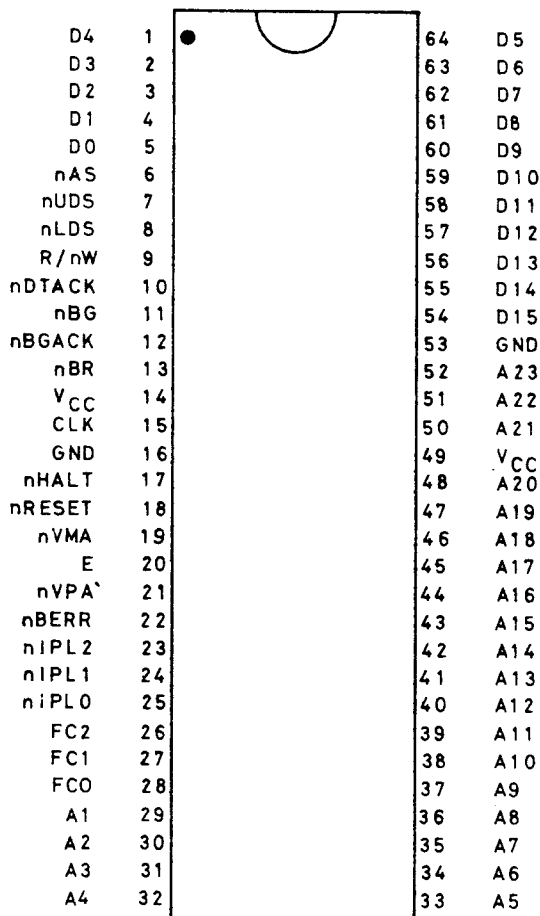 D4 1 64 D5
D3 2 63 D6
D2 3 62 D7
D1 4 61 D8
D0 5 60 D9
nAS 6 59 D10
nUDS 7 58 D11
nLDS 8 57 D12
R/nW 9 56 D13
nDTACK 10 55 D14
nBG 11 54 D15
nBGACK 12 53 GND
nBR 13 52 A23
VCC 14 51 A22
CLK 15 50 A21
GND 16 49 VCC
nHALT 17 48 A20
nRESET 18 47 A19
nVMA 19 46 A18
E 20 45 A17
nVPA` 21 44 A16
nBERR 22 43 A15
nIPL2 23 42 A14
nIPL1 24 41 A13
niPL0 25 40 A12
FC2 26 39 A11
FC1 27 38 A10
FC0 28 37 A9
A1 29 36 A8
A2 30 35 A7
A3 31 34 A6
A4 32 33 A5